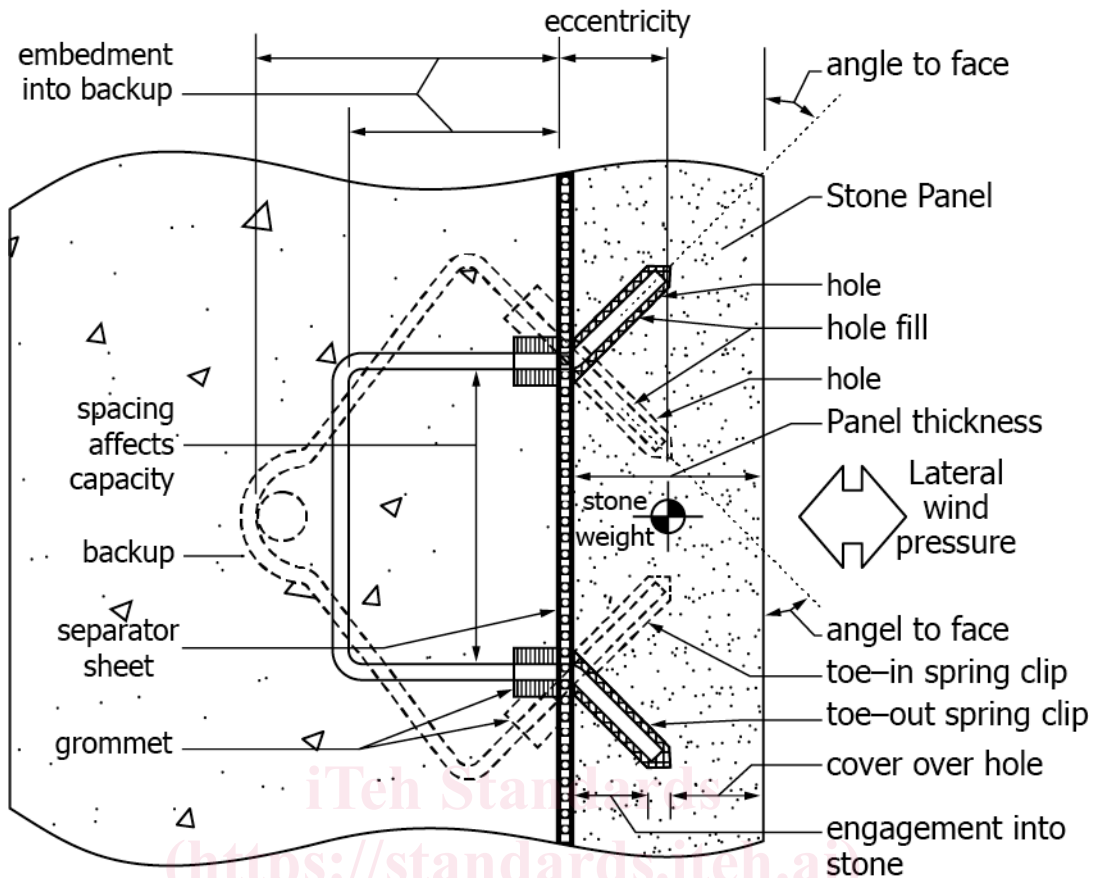 eccentricity
embedment
into backup
angle to face
Stone Panel
hole
hole fill
hole
Panel thickness
spacing
affects
capacity
stone
weight
Lateral
wind
pressure
backup
separator
sheet
angel to face
toe–in spring clip
toe–out spring clip
grommet
cover over hole
engagement into
stone
iTeh Standards
(https://standards.iteh.ai)